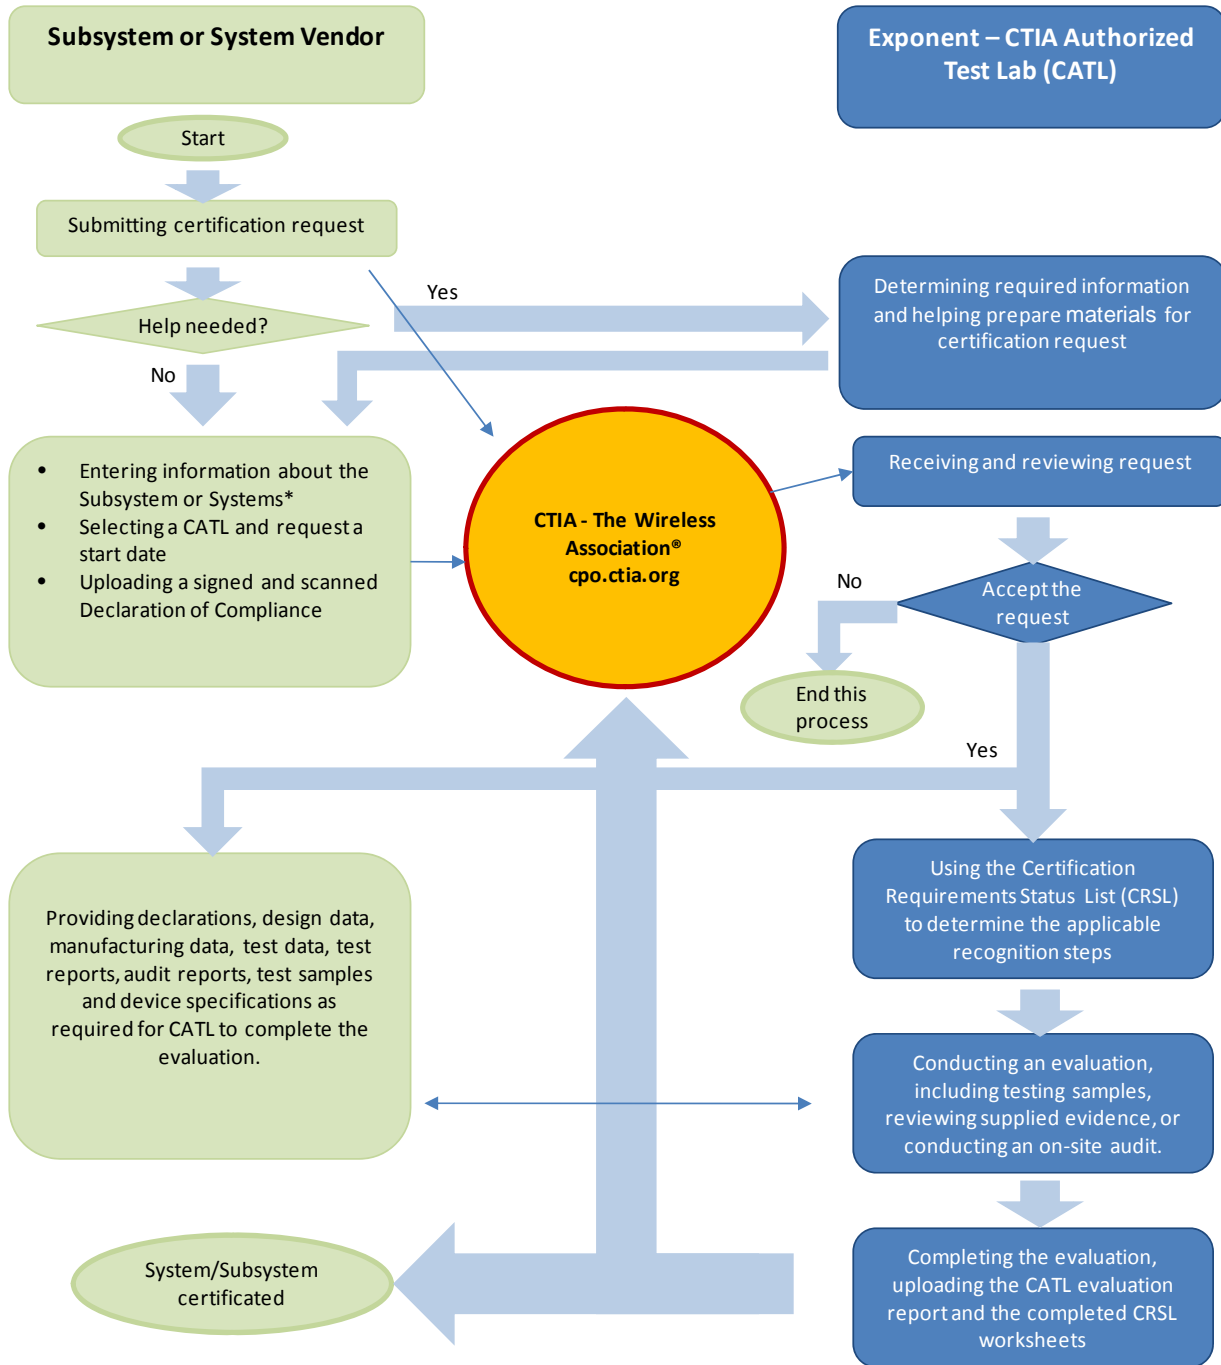 Subsystem or System Vendor
Exponent – CTIA Authorized
Test Lab (CATL)
Start
Submitting certification request
Yes
Help needed?
No
Determining required information
and helping prepare materials for
certification request
• Entering information about the
Subsystem or Systems*
• Selecting a CATL and request a
start date
• Uploading a signed and scanned
Declaration of Compliance
CTIA - The Wireless
Association®
cpo.ctia.org
Receiving and reviewing request
No
Accept the
request
End this
process
Yes
Providing declarations, design data,
manufacturing data, test data, test
reports, audit reports, test samples
and device specifications as
required for CATL to complete the
evaluation.
Using the Certification
Requirements Status List (CRSL)
to determine the applicable
recognition steps
Conducting an evaluation,
including testing samples,
reviewing supplied evidence, or
conducting an on-site audit.
System/Subsystem
certificated
Completing the evaluation,
uploading the CATL evaluation
report and the completed CRSL
worksheets